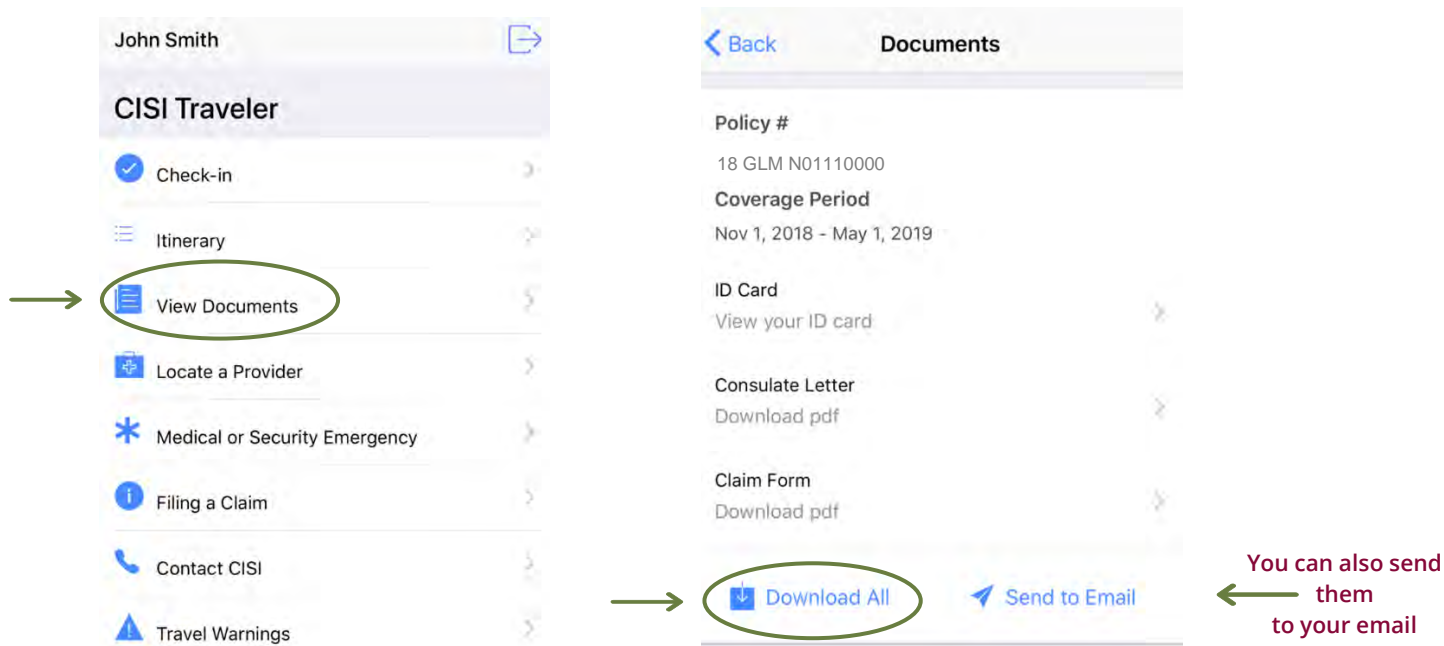 John Smith
CISI Traveler
Check-in
Itinerary
View Documents
Locate a Provider
Medical or Security Emergency
Filing a Claim
Contact CISI
Travel Warnings
Back
Documents
Policy #
18 GLM N01110000
Coverage Period
Nov 1, 2018 - May 1, 2019
ID Card
View your ID card
Consulate Letter
Download pdf
Claim Form
Download pdf
Download All
Send to Email
You can also send
them
to your email